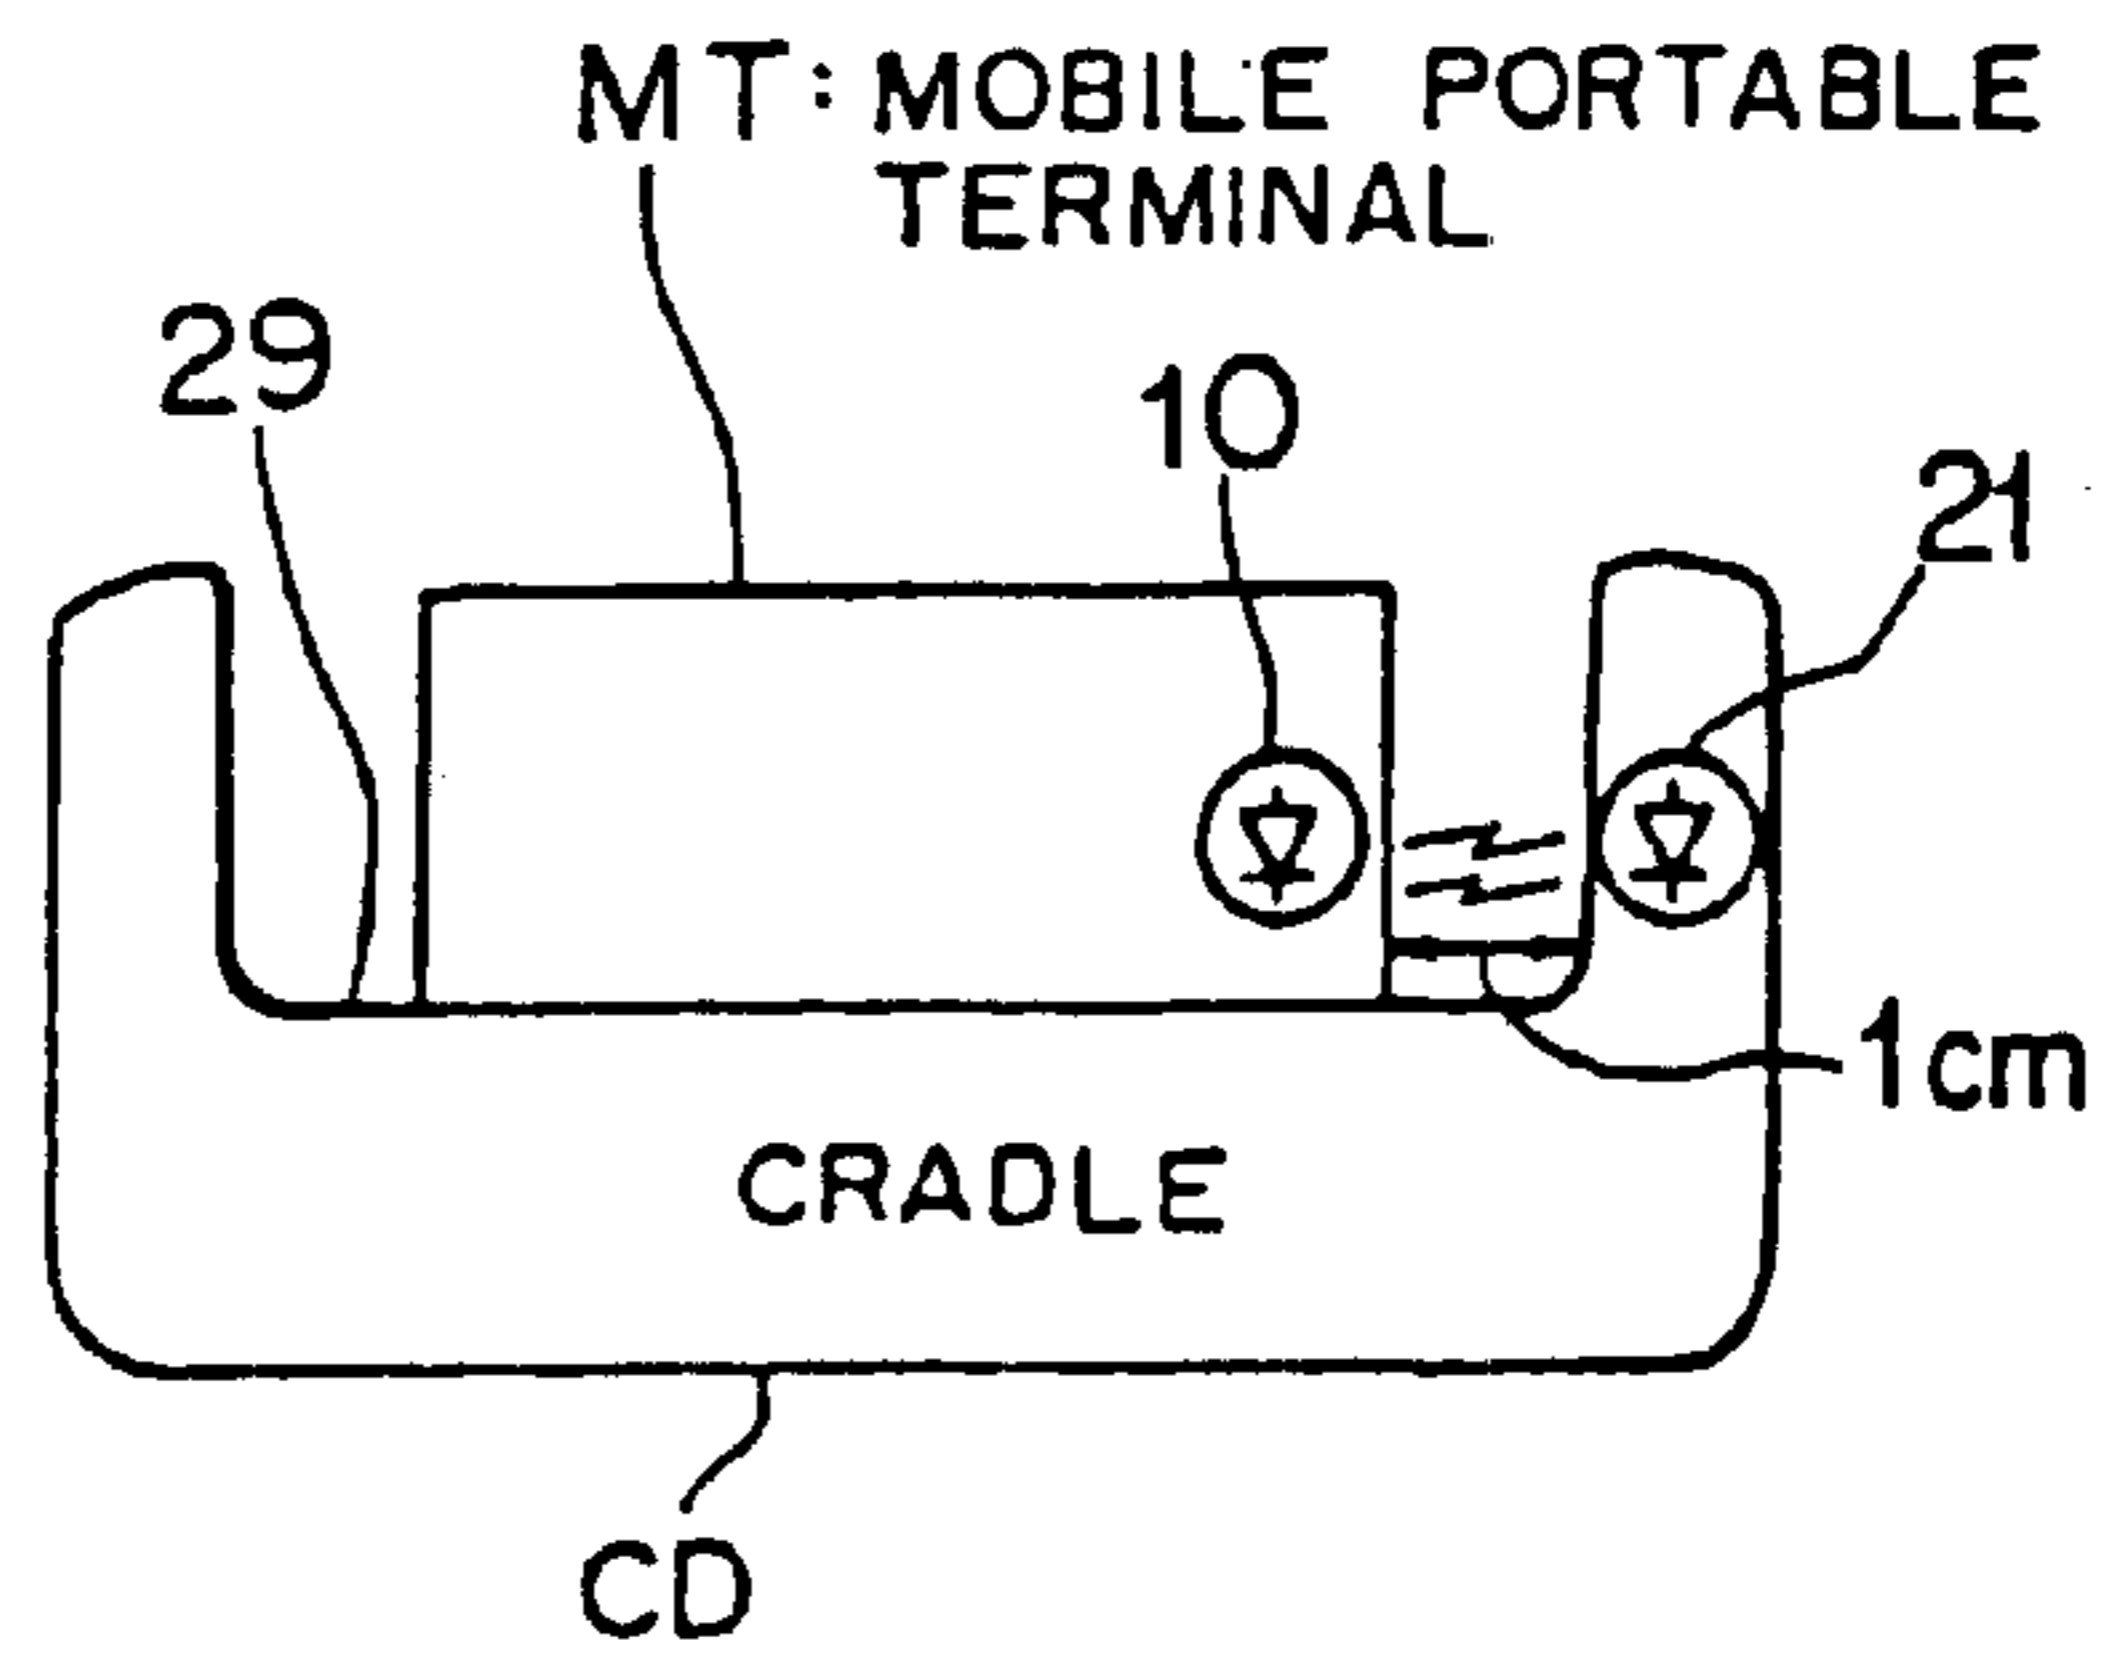 MT: MOBILE PORTABLE
TERMINAL
29
10
21
1cm
CRADLE
CD